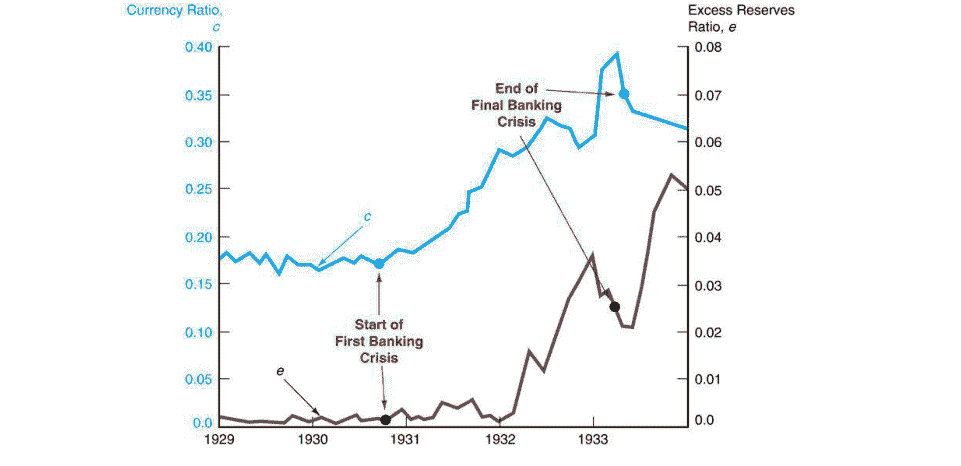 Currency Ratio,
c
Excess Reserves
Ratio, e
0.40
0.35
0.30
0.25
0.20
0.15
0.10
0.05
0.0
0.08
0.07
0.06
0.05
0.04
0.03
0.02
0.01
0.0
End of
Final Banking
Crisis
c
Start of
First Banking
Crisis
e
1929
1930
1931
1932
1933